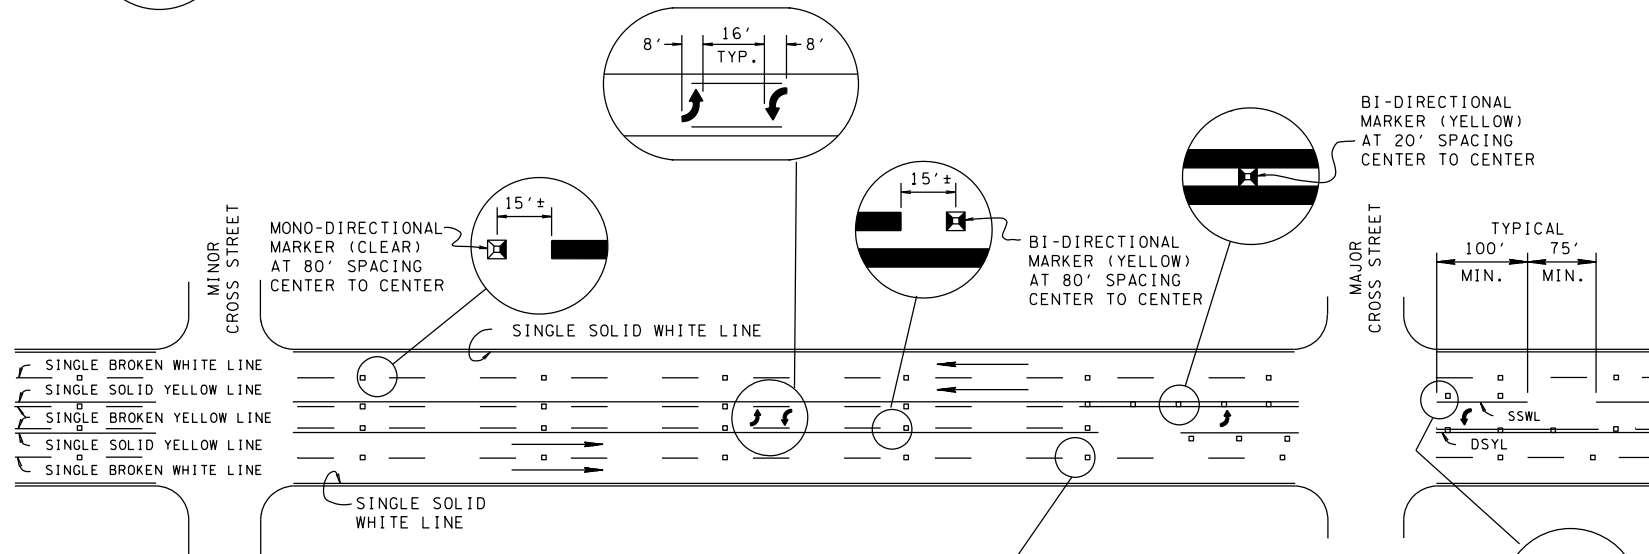 8' 16' 8'
TYP.
BI-DIRECTIONAL
MARKER (YELLOW)
AT 20' SPACING
CENTER TO CENTER
15'±
MONO-DIRECTIONAL
MARKER (CLEAR)
AT 80' SPACING
CENTER TO CENTER
15'±
BI-DIRECTIONAL
MARKER (YELLOW)
AT 80' SPACING
CENTER TO CENTER
MINOR
CROSS STREET
MAJOR
CROSS STREET
TYPICAL
100' 75'
MIN. MIN.
SINGLE SOLID WHITE LINE
SINGLE BROKEN WHITE LINE
SINGLE SOLID YELLOW LINE
SINGLE BROKEN YELLOW LINE
SINGLE SOLID YELLOW LINE
SINGLE BROKEN WHITE LINE
SSWL
DSYL
SINGLE SOLID
WHITE LINE